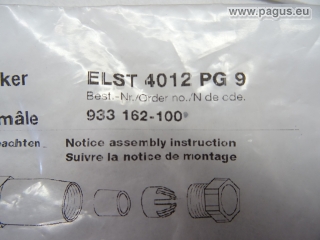 © www.pagus.eu
ker ELST 4012 PG 9
Best.-Nr./Order no./N de cde.
mâle 933 162-100
eachten Notice assembly instruction
Suivre la notice de montage